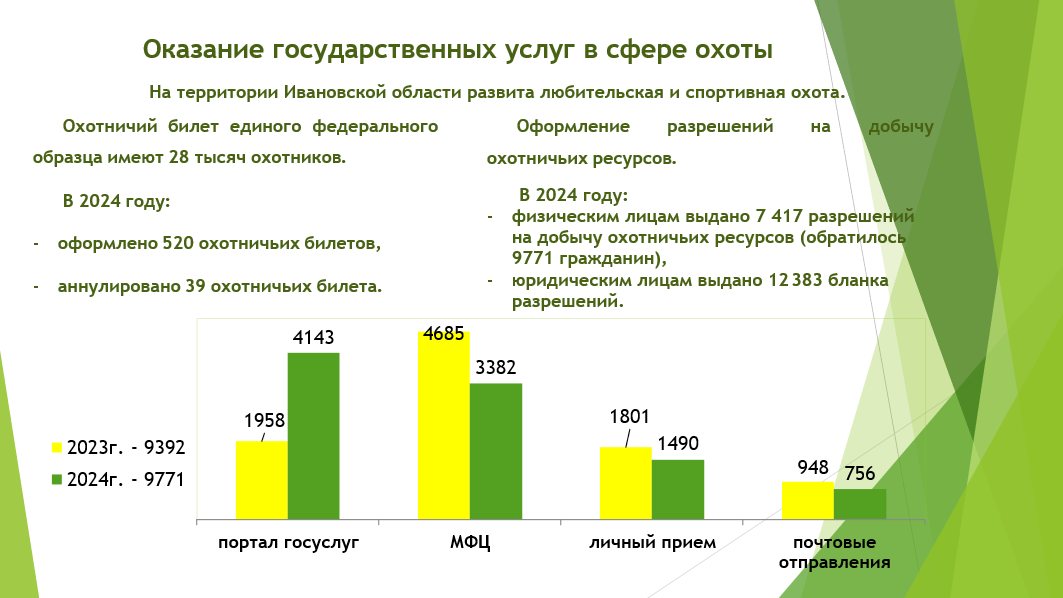 Оказание государственных услуг в сфере охоты
На территории Ивановской области развита любительская и спортивная охота.
Охотничий билет единого федерального
образца имеют 28 тысяч охотников.
В 2024 году:
- оформлено 520 охотничьих билетов,
- аннулировано 39 охотничьих билета.
Оформление разрешений на добычу
охотничьих ресурсов.
В 2024 году:
- физическим лицам выдано 7 417 разрешений
на добычу охотничьих ресурсов (обратилось
9771 гражданин),
- юридическим лицам выдано 12 383 бланка
разрешений.
2023г. - 9392
2024г. - 9771
1958
4143
4685
3382
1801
1490
948
756
портал госуслуг
МФЦ
личный прием
почтовые
отправления